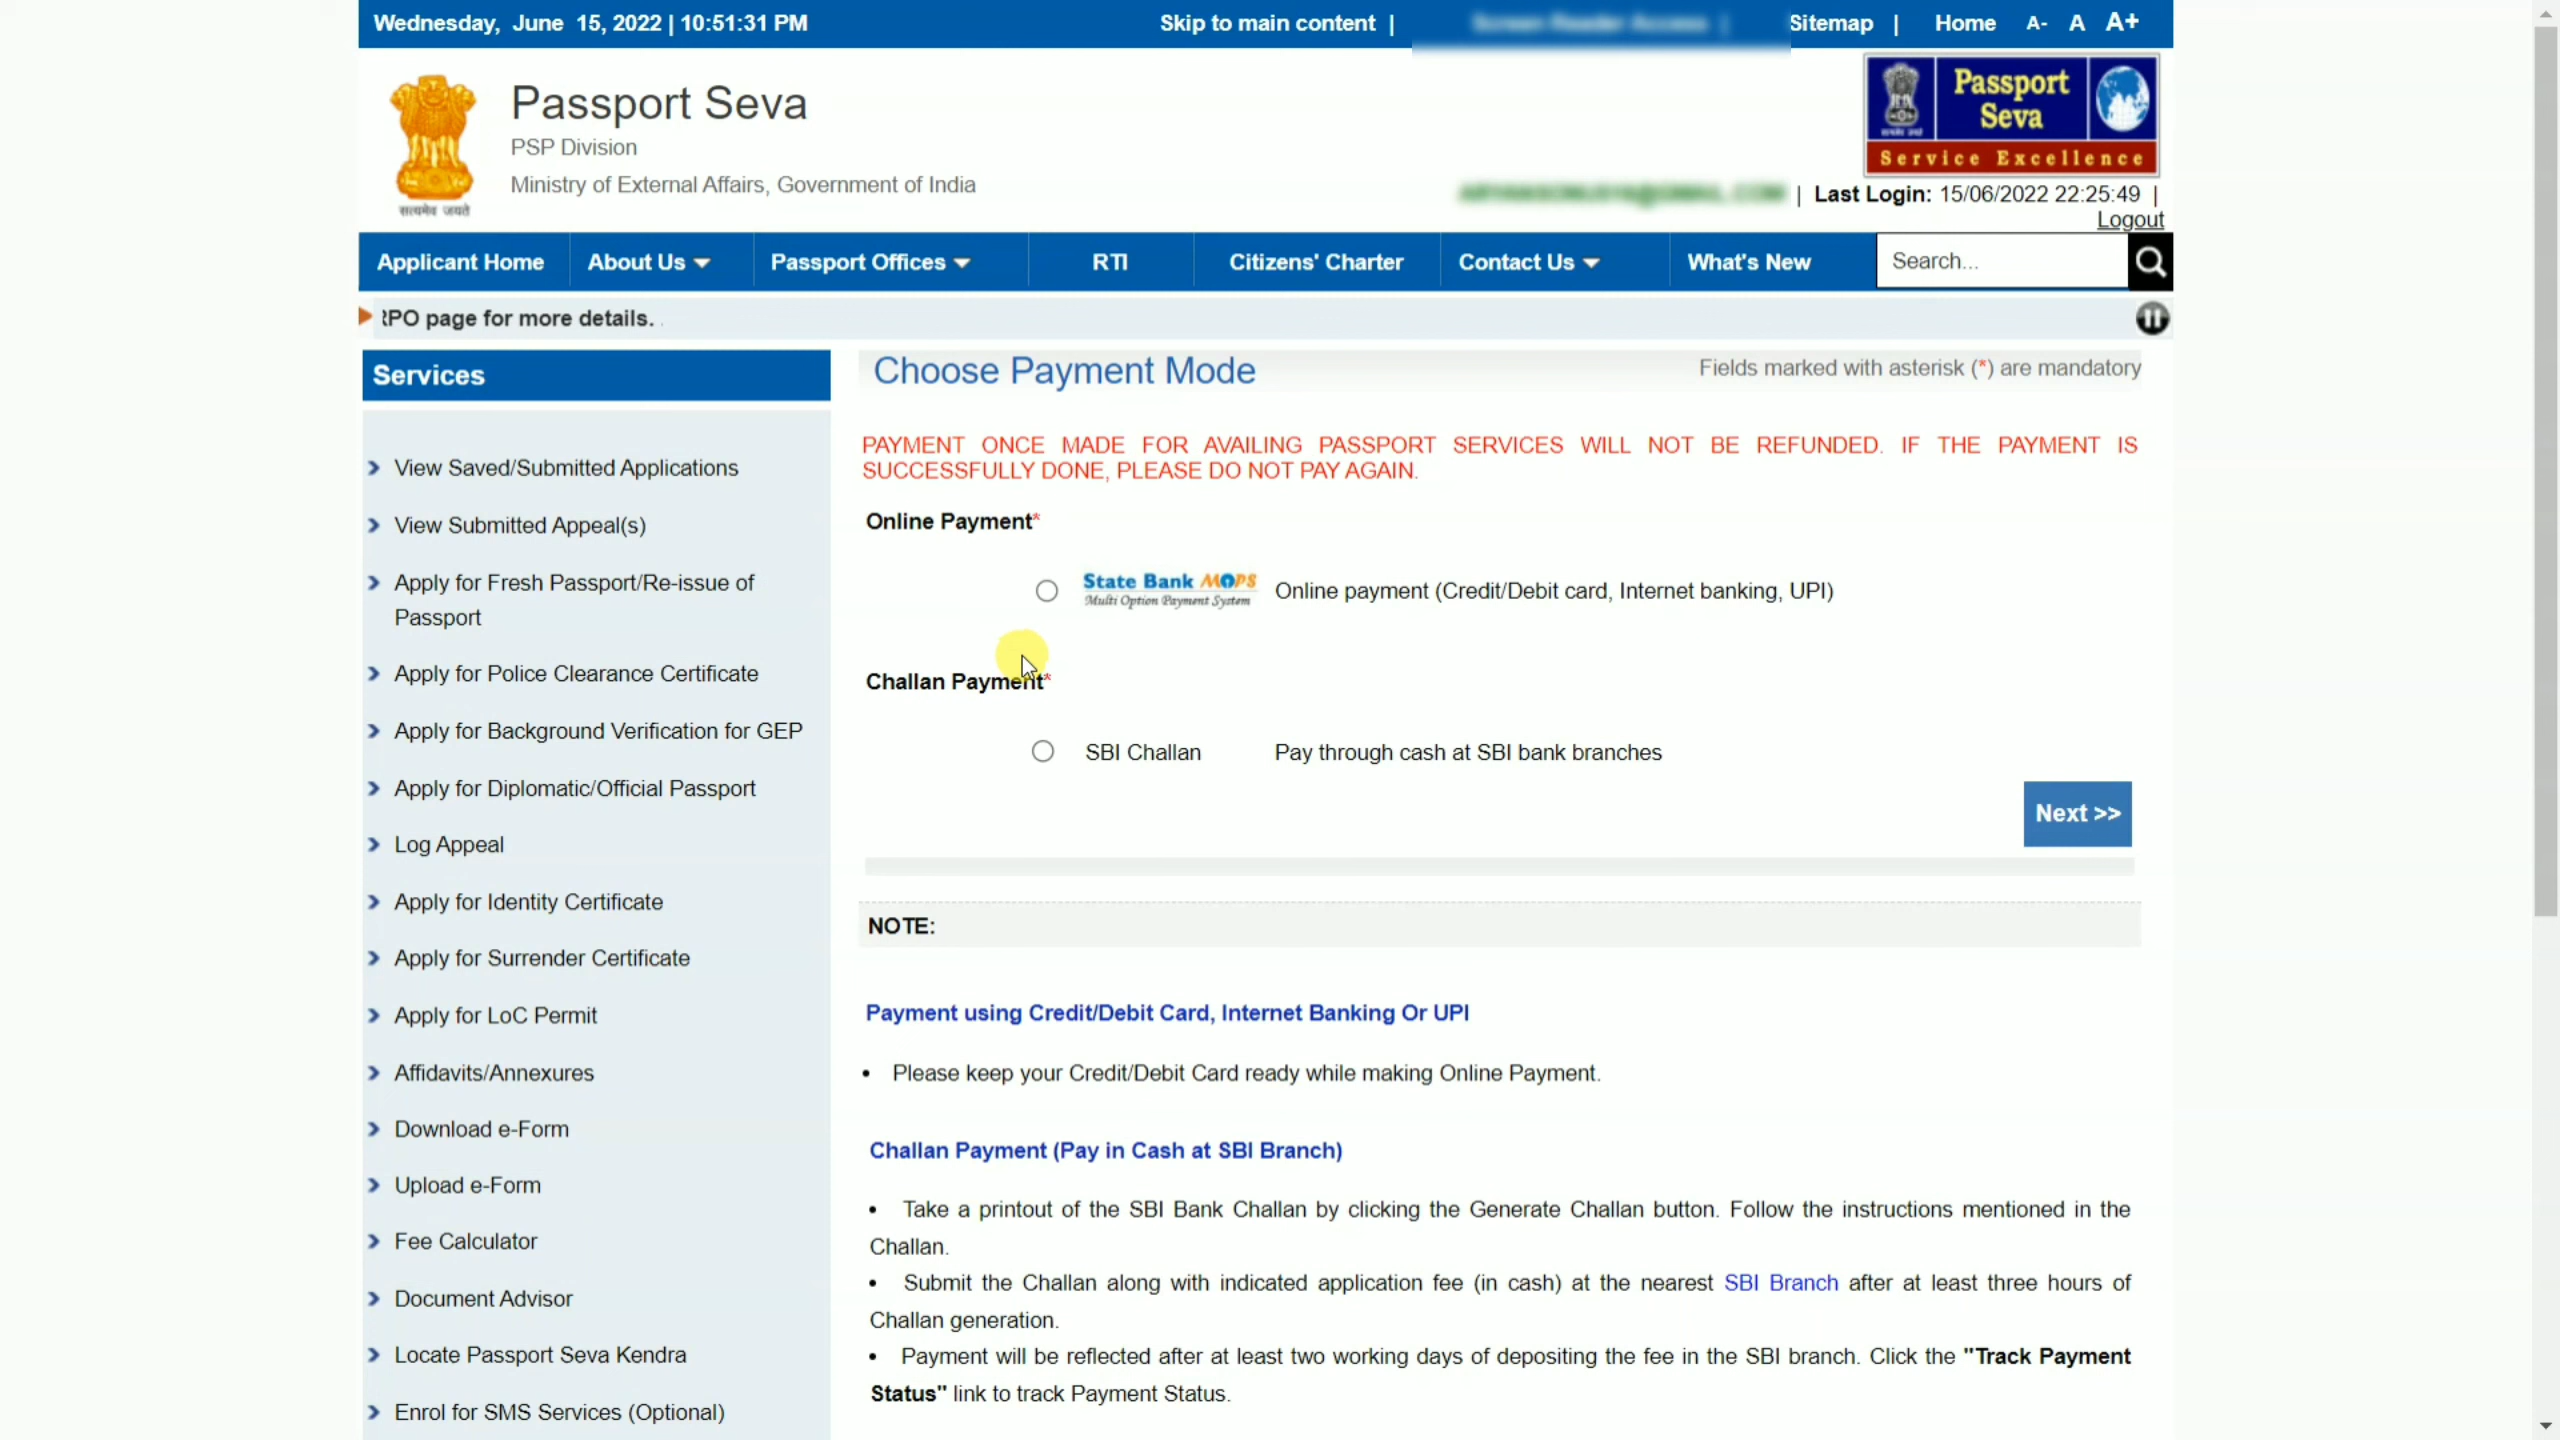 Wednesday, June 15, 2022 | 10:51:31 PM
Skip to main content |
Sitemap | Home A- A A+
Passport Seva
PSP Division
Ministry of External Affairs, Government of India
सत्यमेव जयते
Passport
Seva
Service Excellence
| Last Login: 15/06/2022 22:25:49 |
Logout
Applicant Home About Us Passport Offices RTI Citizens' Charter Contact Us What's New Search...
RPO page for more details.
Services
View Saved/Submitted Applications
View Submitted Appeal(s)
Apply for Fresh Passport/Re-issue of
Passport
Apply for Police Clearance Certificate
Apply for Background Verification for GEP
Apply for Diplomatic/Official Passport
Log Appeal
Apply for Identity Certificate
Apply for Surrender Certificate
Apply for LoC Permit
Affidavits/Annexures
Download e-Form
Upload e-Form
Fee Calculator
Document Advisor
Locate Passport Seva Kendra
Enrol for SMS Services (Optional)
Choose Payment Mode
Fields marked with asterisk (*) are mandatory
PAYMENT ONCE MADE FOR AVAILING PASSPORT SERVICES WILL NOT BE REFUNDED. IF THE PAYMENT IS
SUCCESSFULLY DONE, PLEASE DO NOT PAY AGAIN.
Online Payment*
State Bank MOPS
Multi Option Payment System
Online payment (Credit/Debit card, Internet banking, UPI)
Challan Payment*
SBI Challan Pay through cash at SBI bank branches
Next >>
NOTE:
Payment using Credit/Debit Card, Internet Banking Or UPI
• Please keep your Credit/Debit Card ready while making Online Payment.
Challan Payment (Pay in Cash at SBI Branch)
• Take a printout of the SBI Bank Challan by clicking the Generate Challan button. Follow the instructions mentioned in the
Challan.
• Submit the Challan along with indicated application fee (in cash) at the nearest SBI Branch after at least three hours of
Challan generation.
• Payment will be reflected after at least two working days of depositing the fee in the SBI branch. Click the "Track Payment
Status" link to track Payment Status.